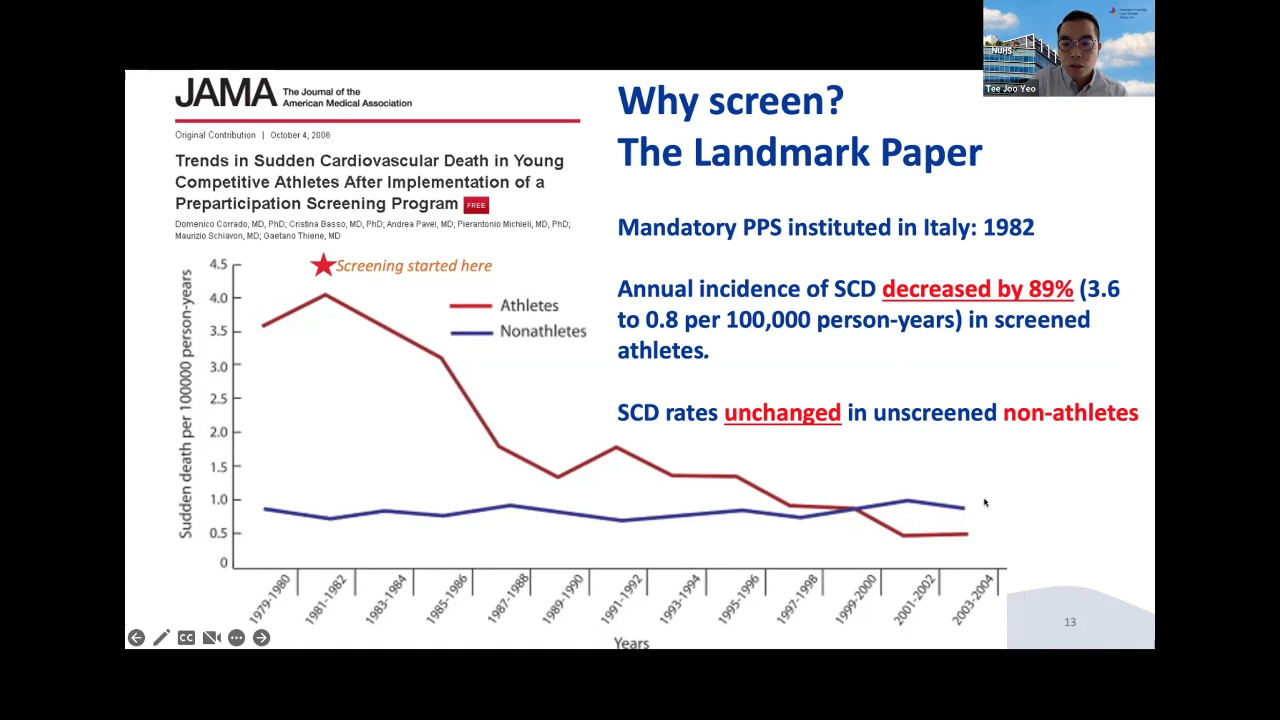 JAMA
The Journal of the
American Medical Association
Original Contribution | October 4, 2006
Trends in Sudden Cardiovascular Death in Young
Competitive Athletes After Implementation of a
Preparticipation Screening Program FREE
Domenico Corrado, MD, PhD; Cristina Basso, MD, PhD; Andrea Pavei, MD; Pierantonio Michieli, MD, PhD;
Maurizio Schiavon, MD; Gaetano Thiene, MD
Why screen?
The Landmark Paper
Mandatory PPS instituted in Italy: 1982
Annual incidence of SCD decreased by 89% (3.6
to 0.8 per 100,000 person-years) in screened
athletes.
SCD rates unchanged in unscreened non-athletes
Screening started here
Athletes
Nonathletes
Sudden death per 100000 person-years
4.5
4.0
3.5
3.0
2.5
2.0
1.5
1.0
0.5
0
1979-1980
1981-1982
1983-1984
1985-1986
1987-1988
1989-1990
1991-1992
1993-1994
1995-1996
1997-1998
1999-2000
2001-2002
2003-2004
Years
13
CC
NUHS
Tee Joo Yeo